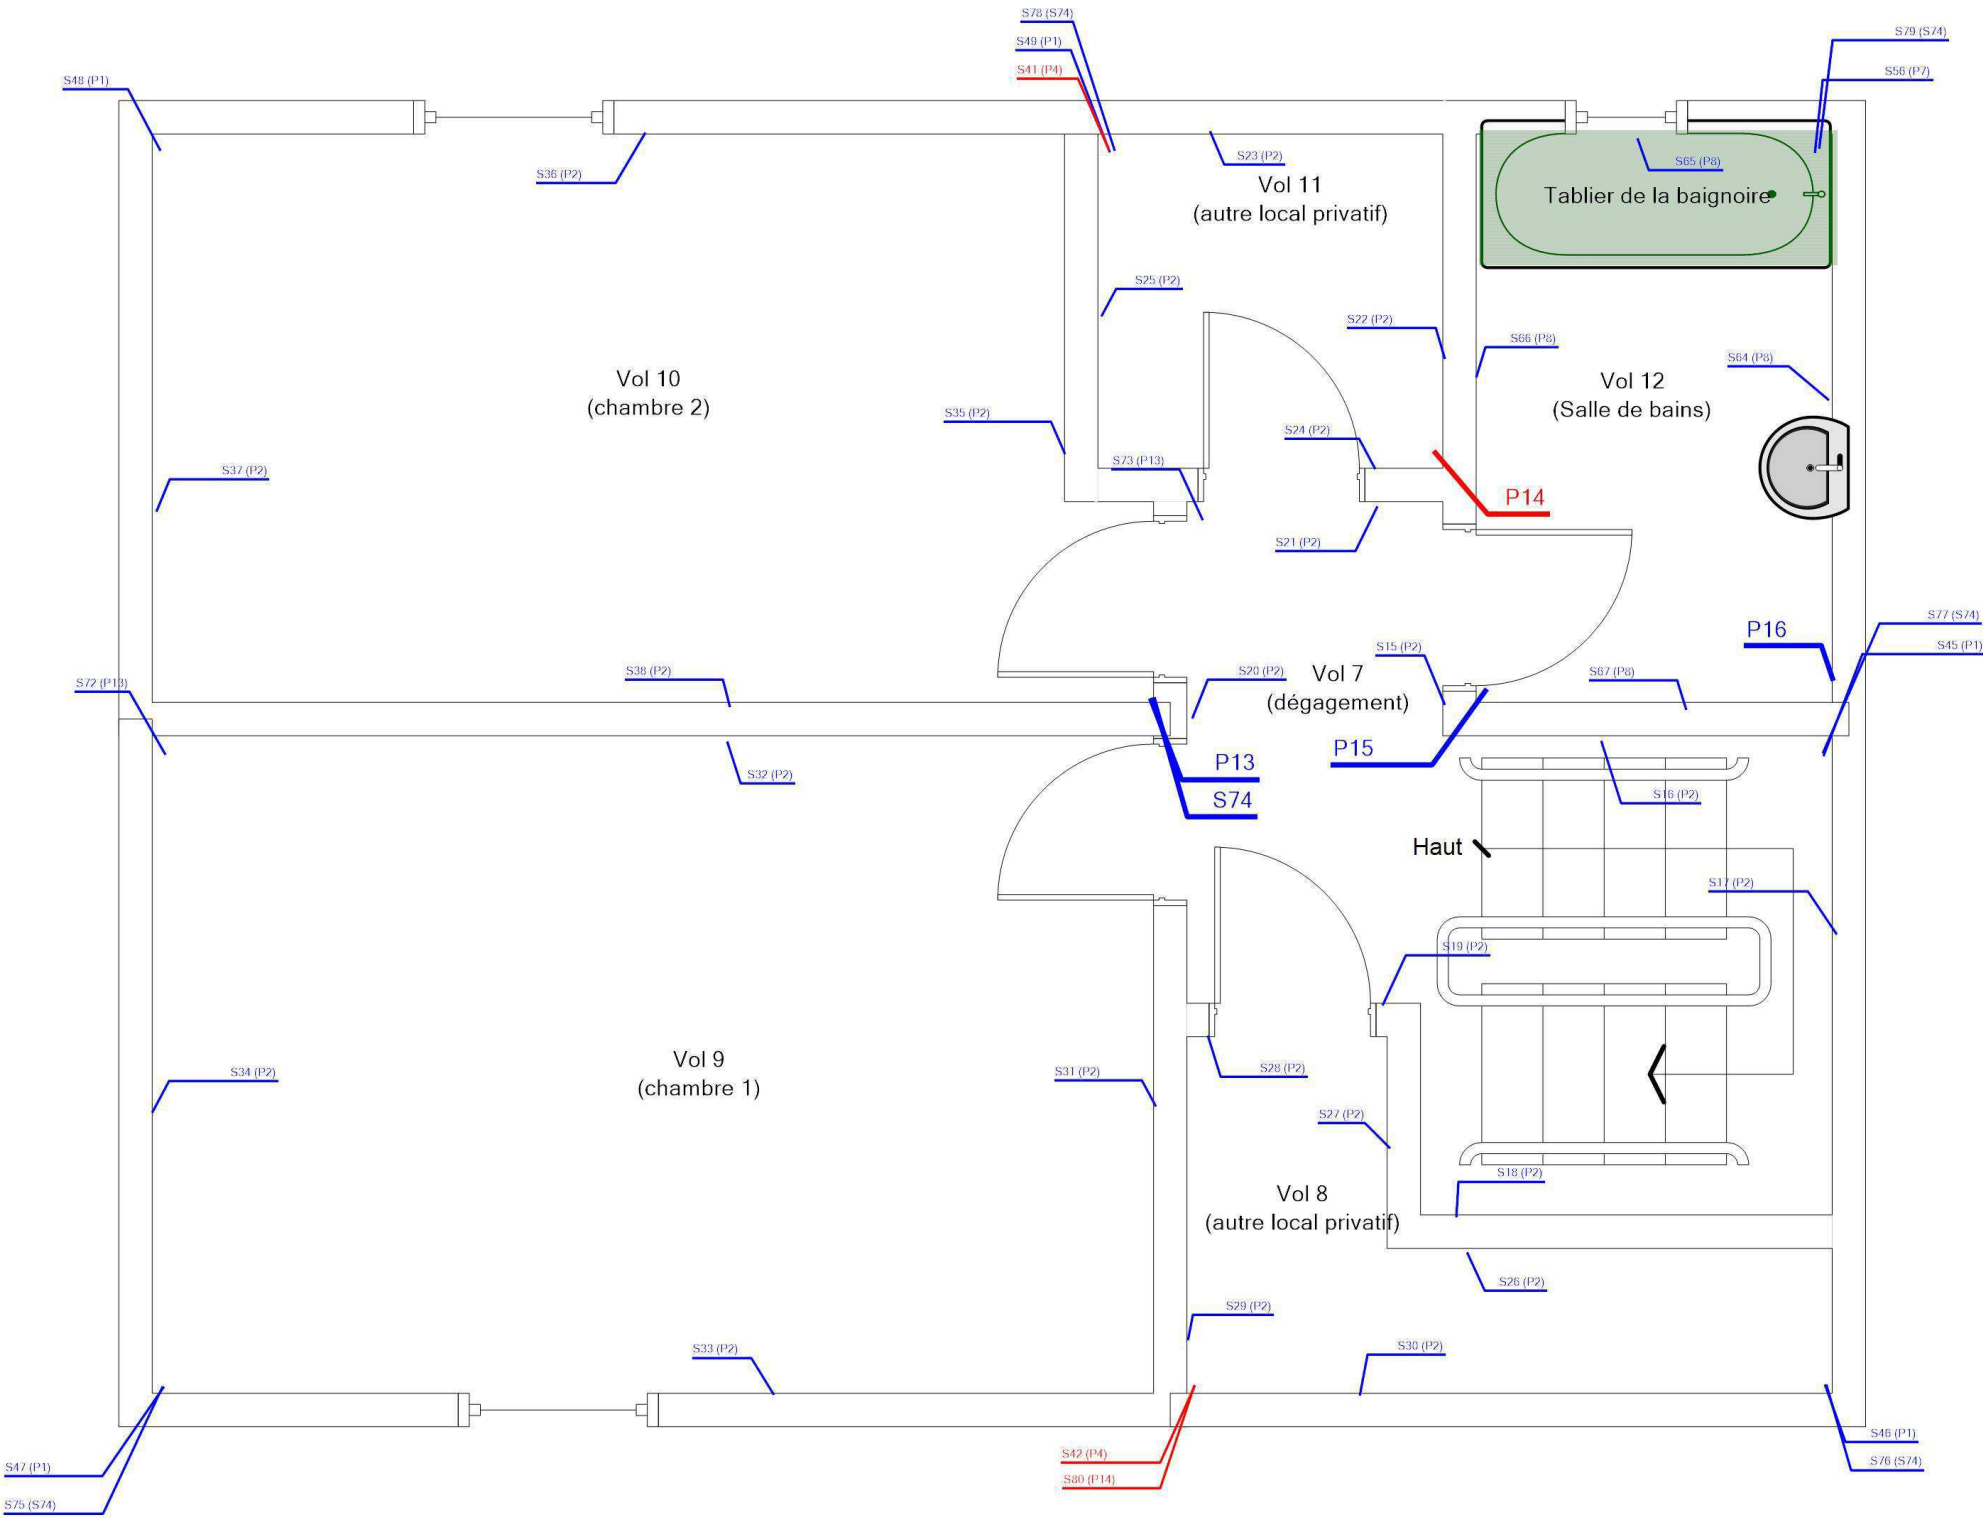 S78 (S74)
S79 (S74)
S49 (P1)
S41 (P4)
S56 (P7)
S48 (P1)
S23 (P2)
S65 (P8)
S36 (P2)
Vol 11
(autre local privatif)
Tablier de la baignoire
S25 (P2)
S22 (P2)
S66 (P8)
S64 (P8)
Vol 10
(chambre 2)
Vol 12
(Salle de bains)
S35 (P2)
S24 (P2)
S73 (P13)
S37 (P2)
P14
S21 (P2)
S77 (S74)
P16
S15 (P2)
S45 (P1)
S38 (P2)
S20 (P2)
Vol 7
(dégagement)
S67 (P8)
S72 (P13)
P15
P13
S32 (P2)
S74
S16 (P2)
Haut
S17 (P2)
S19 (P2)
Vol 9
(chambre 1)
S34 (P2)
S31 (P2)
S28 (P2)
S27 (P2)
S18 (P2)
Vol 8
(autre local privatif)
S26 (P2)
S29 (P2)
S33 (P2)
S30 (P2)
S46 (P1)
S42 (P4)
S47 (P1)
S76 (S74)
S80 (P14)
S75 (S74)